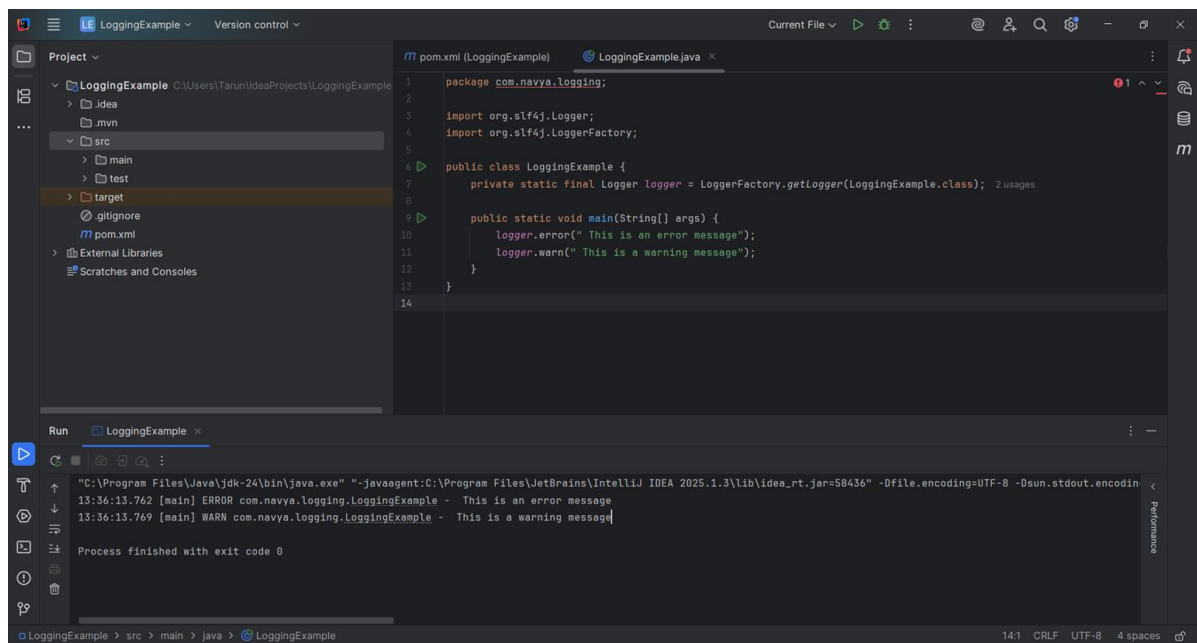 LE LoggingExample Version control Current File
Project
LoggingExample C:\Users\Tarun\IdeaProjects\LoggingExample
.idea
.mvn
src
main
test
target
.gitignore
m pom.xml
External Libraries
Scratches and Consoles
m pom.xml (LoggingExample) LoggingExample.java
1 package com.navya.logging;
2
3 import org.slf4j.Logger;
4 import org.slf4j.LoggerFactory;
5
6 public class LoggingExample {
7 private static final Logger logger = LoggerFactory.getLogger(LoggingExample.class); 2 usages
8
9 public static void main(String[] args) {
10 logger.error(" This is an error message");
11 logger.warn(" This is a warning message");
12 }
13 }
14
1
m
Run LoggingExample
"C:\Program Files\Java\jdk-24\bin\java.exe" "-javaagent:C:\Program Files\JetBrains\IntelliJ IDEA 2025.1.3\lib\idea_rt.jar=58436" -Dfile.encoding=UTF-8 -Dsun.stdout.encodin
13:36:13.762 [main] ERROR com.navya.logging.LoggingExample -  This is an error message
13:36:13.769 [main] WARN com.navya.logging.LoggingExample -  This is a warning message
Process finished with exit code 0
Performance
LoggingExample > src > main > java > LoggingExample 14:1 CRLF UTF-8 4 spaces